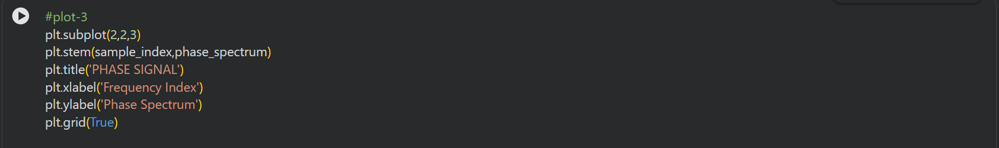 #plot-3
plt.subplot(2,2,3)
plt.stem(sample_index,phase_spectrum)
plt.title('PHASE SIGNAL')
plt.xlabel('Frequency Index')
plt.ylabel('Phase Spectrum')
plt.grid(True)